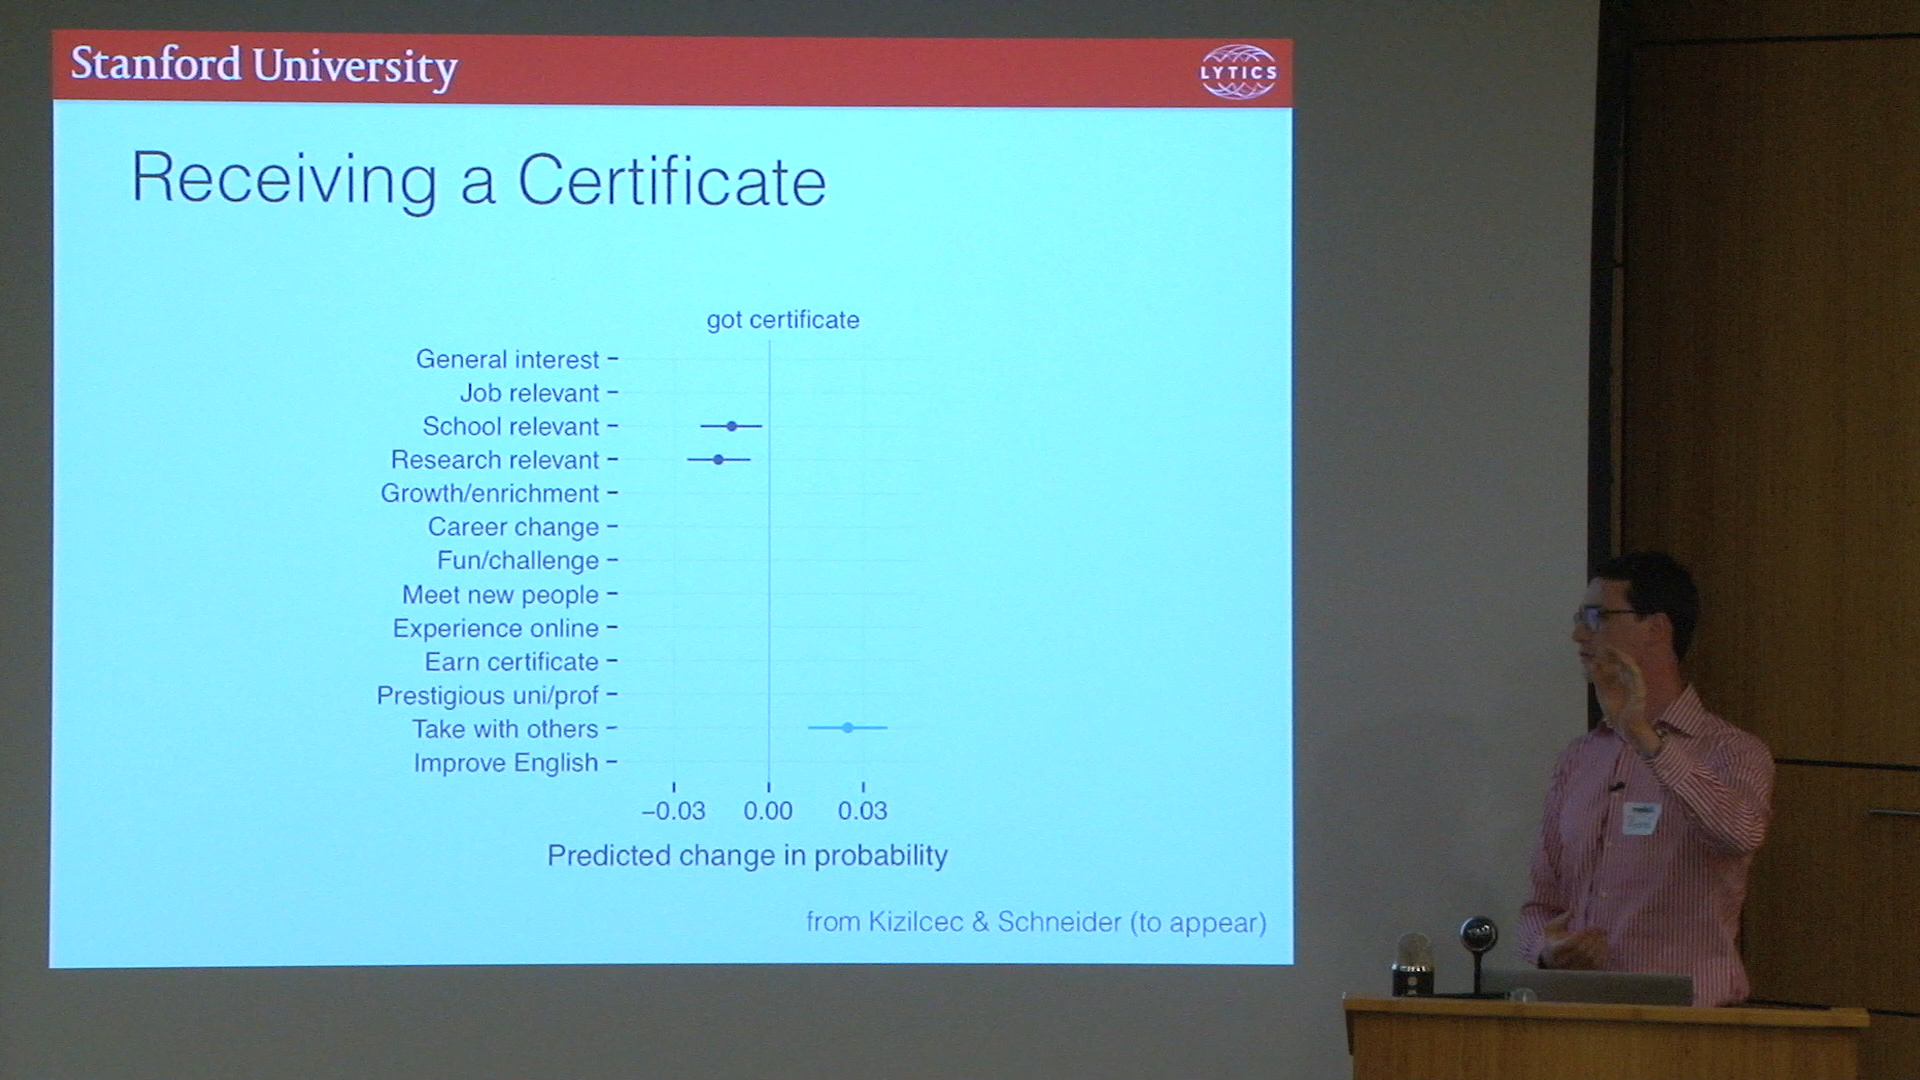 Stanford University
LYTICS
Receiving a Certificate
got certificate
General interest
Job relevant
School relevant
Research relevant
Growth/enrichment
Career change
Fun/challenge
Meet new people
Experience online
Earn certificate
Prestigious uni/prof
Take with others
Improve English
−0.03 0.00 0.03
Predicted change in probability
from Kizilcec & Schneider (to appear)